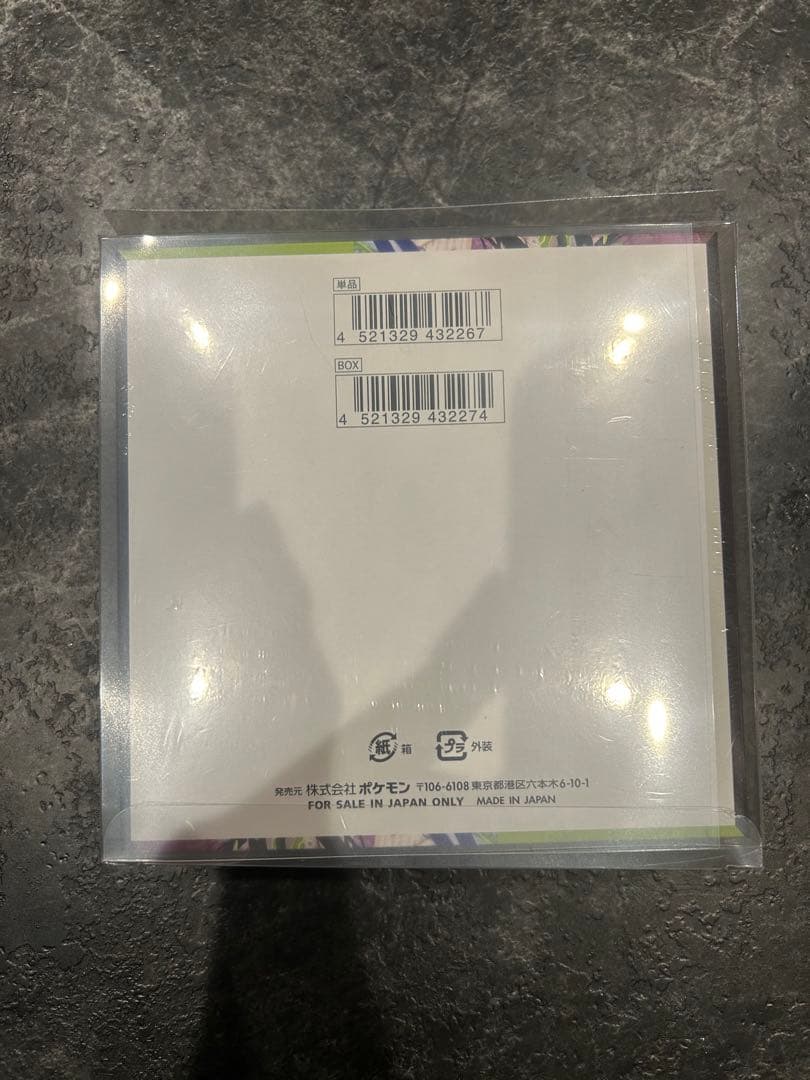 単品
4 521329 432267
BOX
4 521329 432274
紙 箱 プラ 外装
発売元 株式会社 ポケモン 〒106-6108 東京都港区六本木6-10-1
FOR SALE IN JAPAN ONLY MADE IN JAPAN